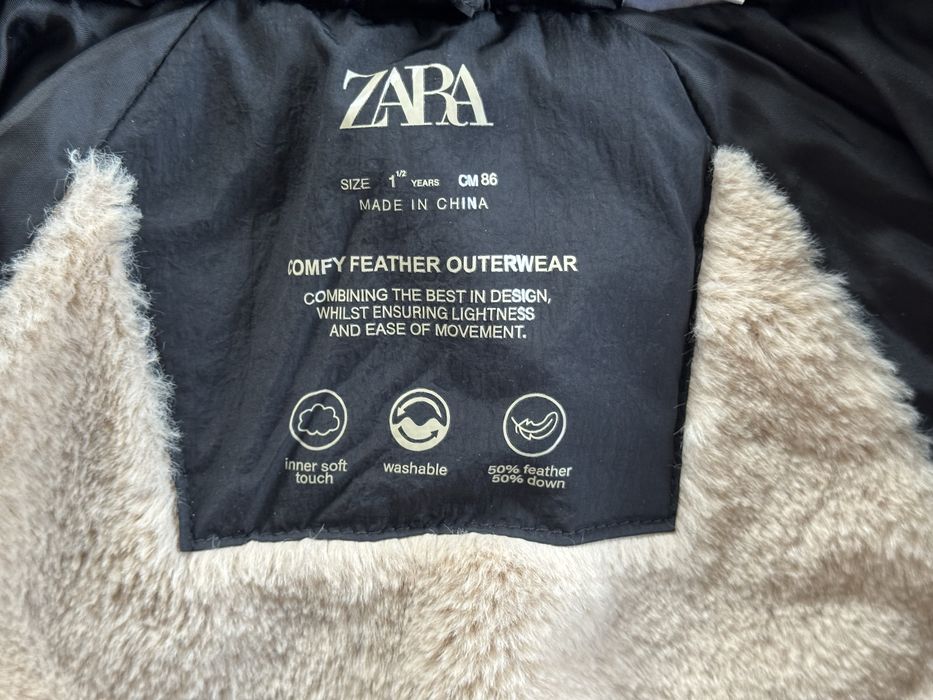 ZARA
SIZE 1 1/2 YEARS CM 86
MADE IN CHINA
COMFY FEATHER OUTERWEAR
COMBINING THE BEST IN DESIGN,
WHILST ENSURING LIGHTNESS
AND EASE OF MOVEMENT.
inner soft
touch
washable
50% feather
50% down